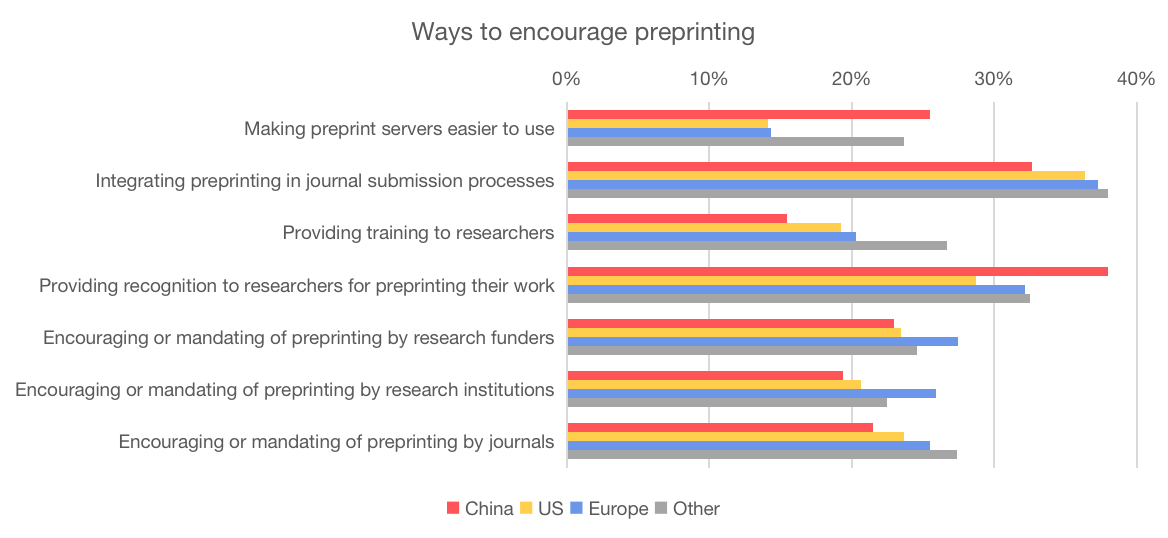 Ways to encourage preprinting
0% 10% 20% 30% 40%
Making preprint servers easier to use
Integrating preprinting in journal submission processes
Providing training to researchers
Providing recognition to researchers for preprinting their work
Encouraging or mandating of preprinting by research funders
Encouraging or mandating of preprinting by research institutions
Encouraging or mandating of preprinting by journals
China US Europe Other